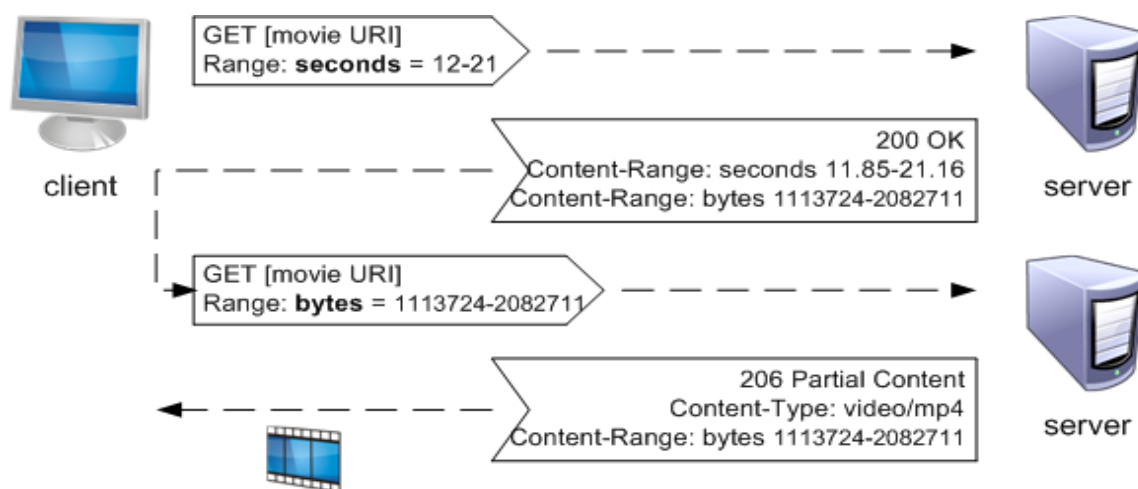 GET [movie URI]
Range: seconds = 12-21
200 OK
Content-Range: seconds 11.85-21.16
Content-Range: bytes 1113724-2082711
client
server
GET [movie URI]
Range: bytes = 1113724-2082711
206 Partial Content
Content-Type: video/mp4
Content-Range: bytes 1113724-2082711
server